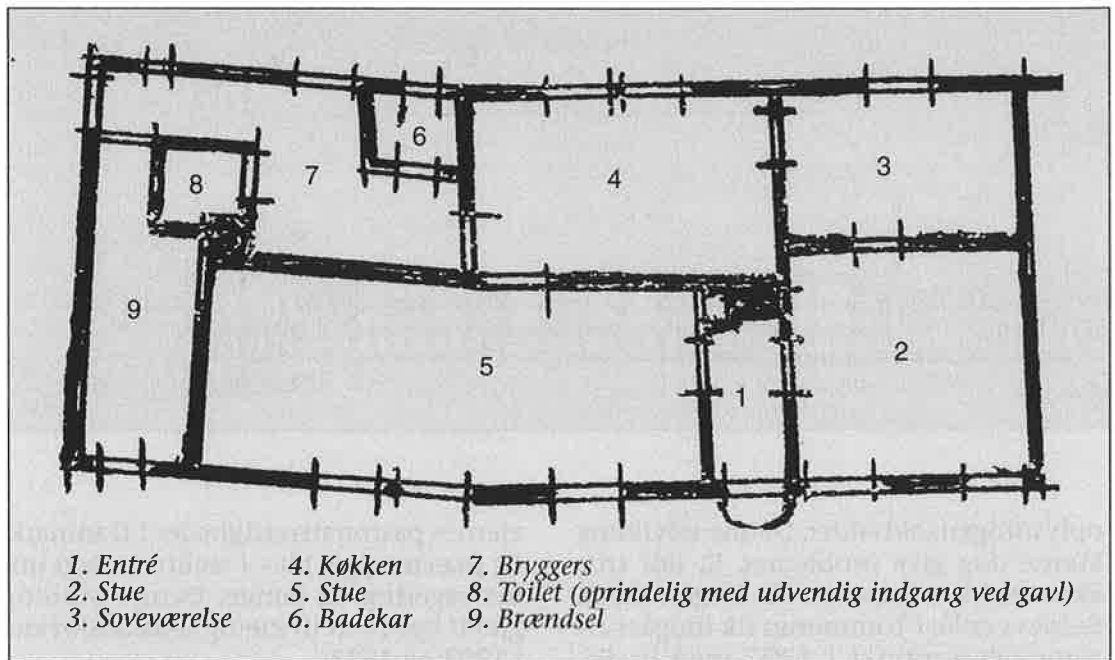 6
3
7
4
8
9
5
2
1
1. Entré
2. Stue
3. Soveværelse
4. Køkken
5. Stue
6. Badekar
7. Bryggers
8. Toilet (oprindelig med udvendig indgang ved gavl)
9. Brændsel